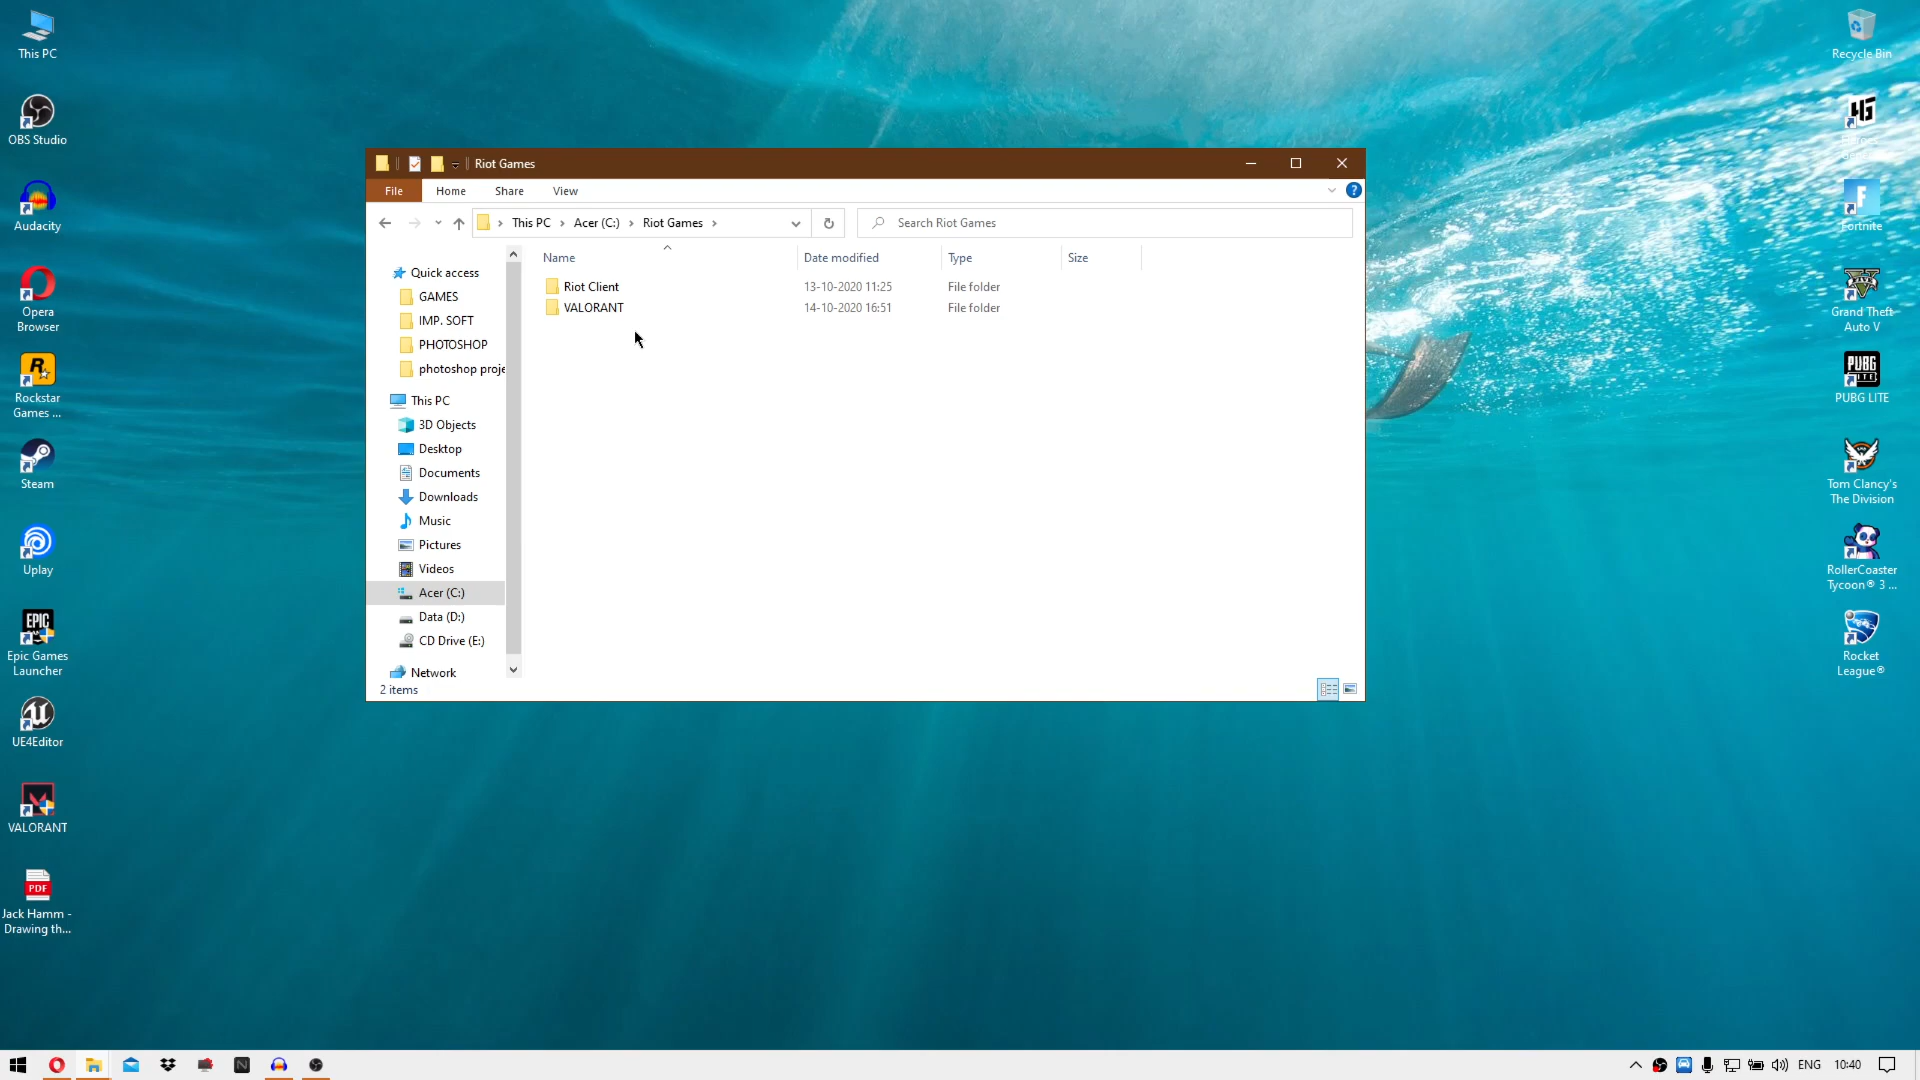 This PC
OBS Studio
Audacity
Opera
Browser
Rockstar
Games ...
Steam
Uplay
EPIC
Epic Games
Launcher
UE4Editor
VALORANT
PDF
Jack Hamm -
Drawing th...
Riot Games
File
Home
Share
View
This PC
Acer (C:)
Riot Games
Search Riot Games
Quick access
GAMES
IMP. SOFT
PHOTOSHOP
photoshop proje
This PC
3D Objects
Desktop
Documents
Downloads
Music
Pictures
Videos
Acer (C:)
Data (D:)
CD Drive (E:)
Network
Name
Date modified
Type
Size
Riot Client
13-10-2020 11:25
File folder
VALORANT
14-10-2020 16:51
File folder
2 items
Recycle Bin
Fortnite
Grand Theft
Auto V
PUBG
LITE
PUBG LITE
Tom Clancy's
The Division
RollerCoaster
Tycoon® 3 ...
Rocket
League®
ENG
10:40